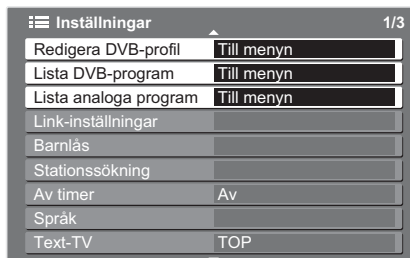 Inställningar 1/3
Redigera DVB-profil Till menyn
Lista DVB-program Till menyn
Lista analoga program Till menyn
Link-inställningar
Barnlås
Stationssökning
Av timer Av
Språk
Text-TV TOP